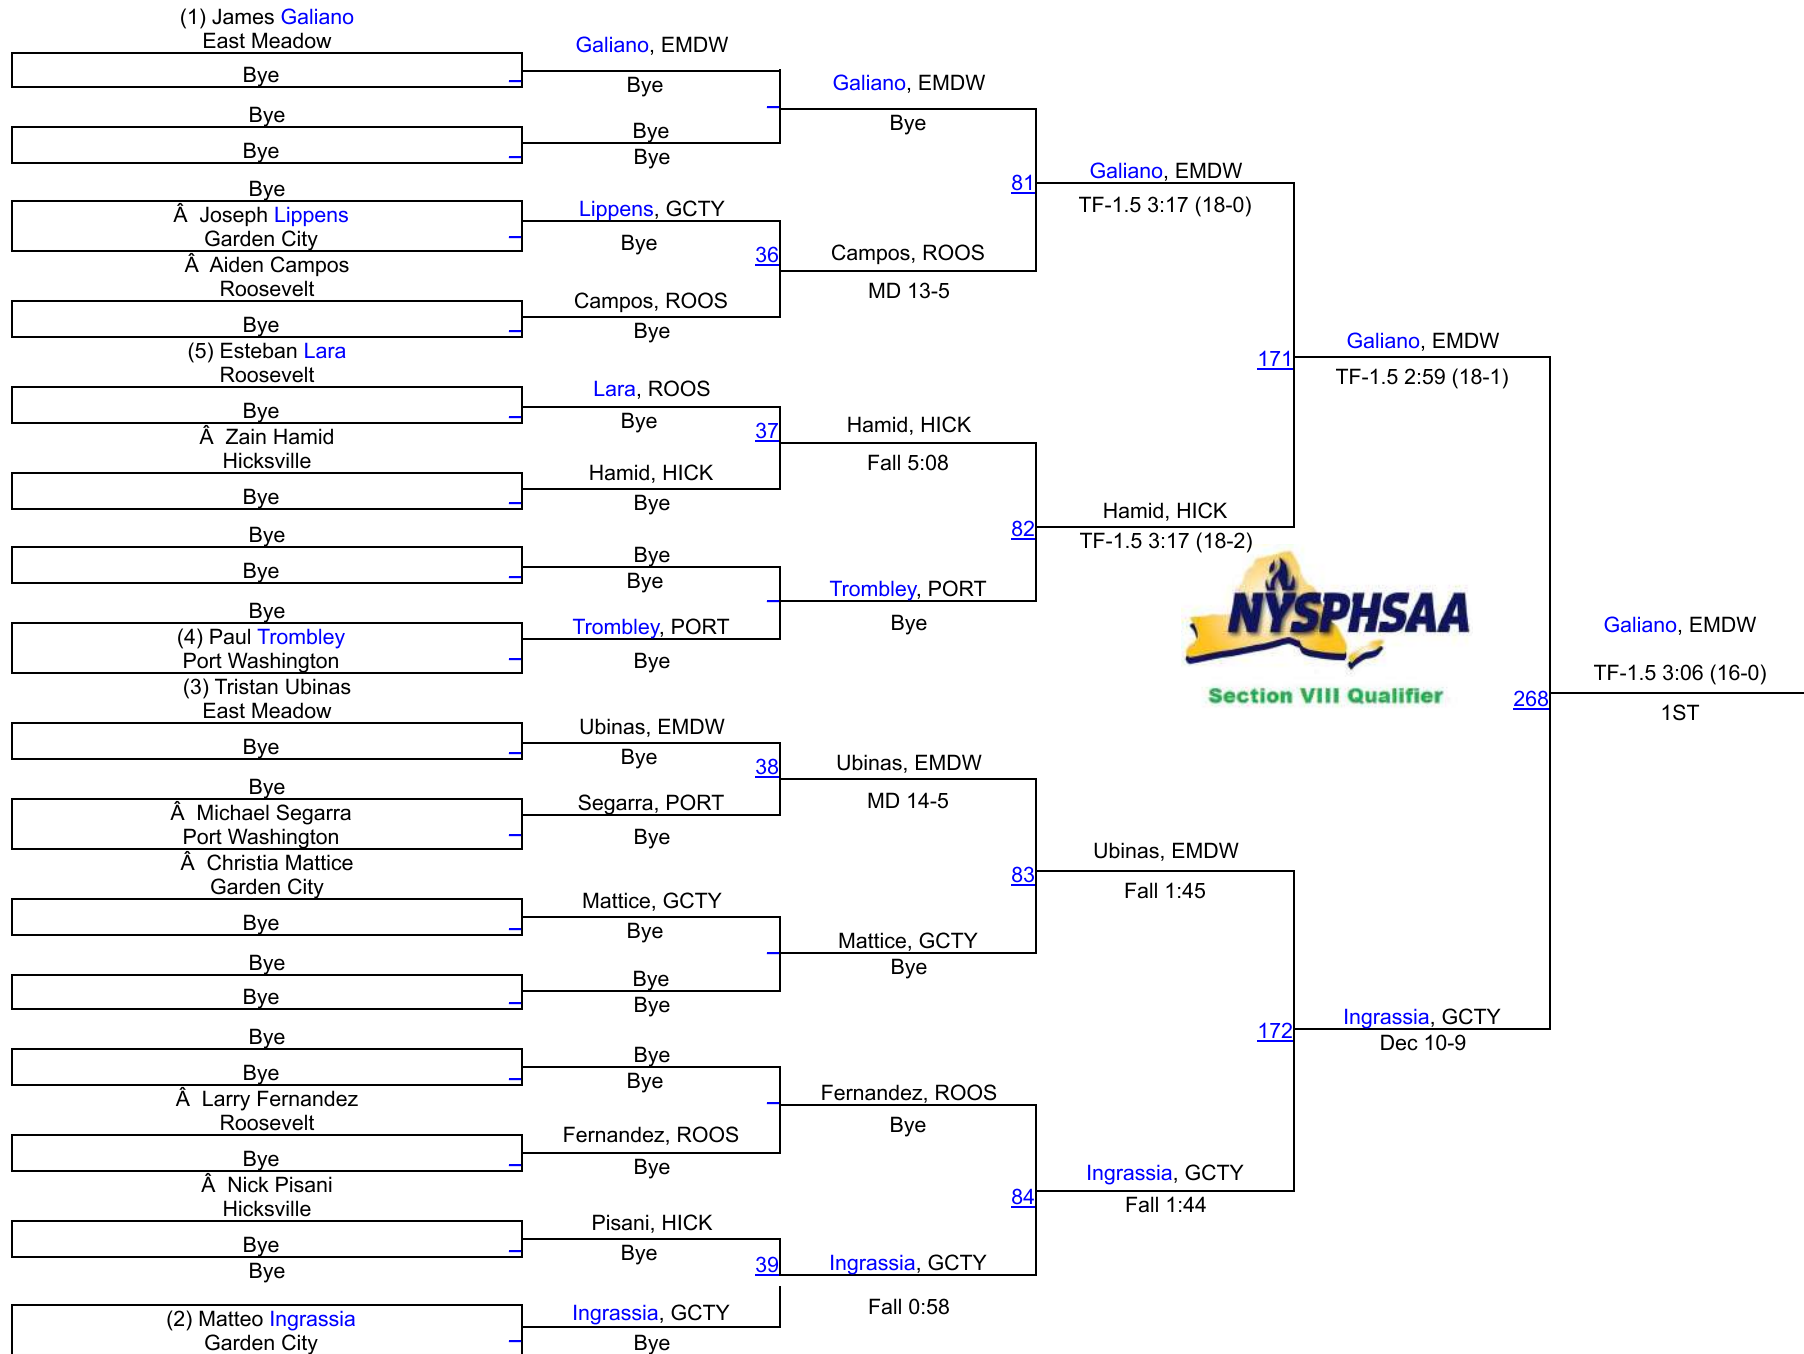 (1) James Galiano
East Meadow
Bye
Bye
Bye
Bye
Â Joseph Lippens
Garden City
Â Aiden Campos
Roosevelt
Bye
(5) Esteban Lara
Roosevelt
Bye
Â Zain Hamid
Hicksville
Bye
Bye
Bye
Bye
(4) Paul Trombley
Port Washington
(3) Tristan Ubinas
East Meadow
Bye
Bye
Â Michael Segarra
Port Washington
Â Christia Mattice
Garden City
Bye
Bye
Bye
Bye
Bye
Â Larry Fernandez
Roosevelt
Bye
Â Nick Pisani
Hicksville
Bye
Bye
(2) Matteo Ingrassia
Garden City
Galiano, EMDW
Bye
Bye
Bye
Lippens, GCTY
Bye
36
Campos, ROOS
Bye
Lara, ROOS
Bye
37
Hamid, HICK
Bye
Bye
Bye
Trombley, PORT
Bye
Ubinas, EMDW
Bye
38
Segarra, PORT
Bye
Mattice, GCTY
Bye
Bye
Bye
Bye
Bye
Fernandez, ROOS
Bye
Pisani, HICK
Bye
39
Ingrassia, GCTY
Bye
Galiano, EMDW
Bye
81
Campos, ROOS
MD 13-5
Hamid, HICK
Fall 5:08
82
Trombley, PORT
Bye
Ubinas, EMDW
MD 14-5
83
Mattice, GCTY
Bye
Fernandez, ROOS
Bye
84
Ingrassia, GCTY
Fall 0:58
Galiano, EMDW
TF-1.5 3:17 (18-0)
171
Hamid, HICK
TF-1.5 3:17 (18-2)
NYSPHSAA
Section VIII Qualifier
Ubinas, EMDW
Fall 1:45
172
Ingrassia, GCTY
Fall 1:44
Galiano, EMDW
TF-1.5 2:59 (18-1)
268
Ingrassia, GCTY
Dec 10-9
Galiano, EMDW
TF-1.5 3:06 (16-0)
1ST